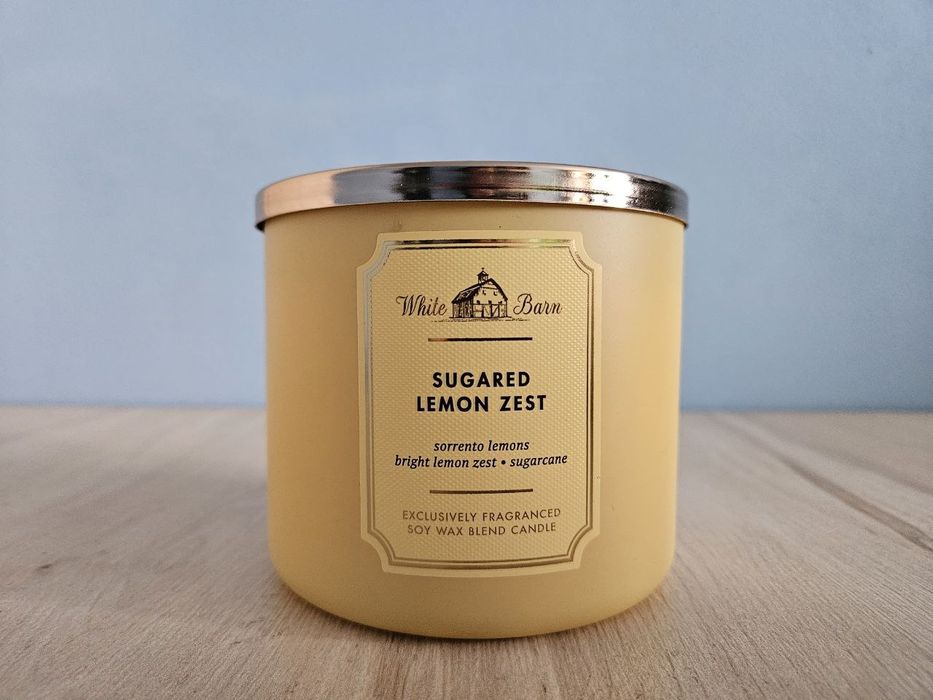 White Barn
SUGARED
LEMON ZEST
sorrento lemons
bright lemon zest • sugarcane
EXCLUSIVELY FRAGRANCED
SOY WAX BLEND CANDLE